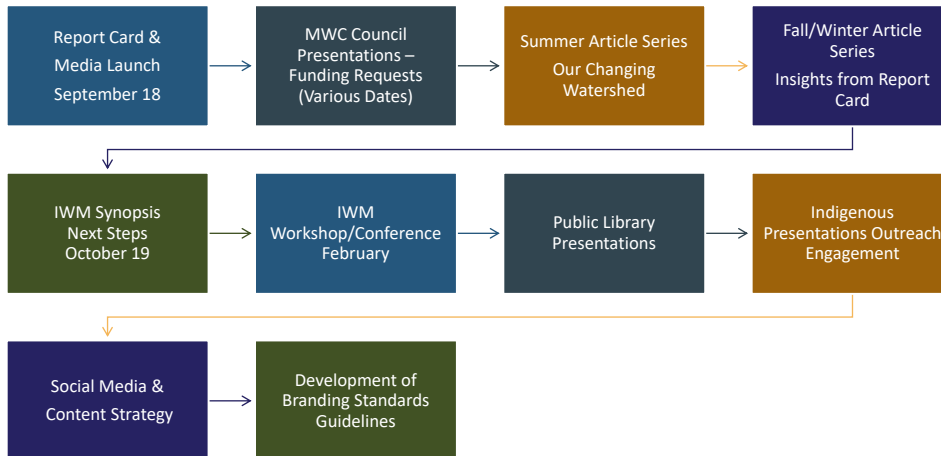 Report Card &
Media Launch
September 18
MWC Council
Presentations –
Funding Requests
(Various Dates)
Summer Article Series
Our Changing
Watershed
Fall/Winter Article
Series
Insights from Report
Card
IWM Synopsis
Next Steps
October 19
IWM
Workshop/Conference
February
Public Library
Presentations
Indigenous
Presentations Outreach
Engagement
Social Media &
Content Strategy
Development of
Branding Standards
Guidelines